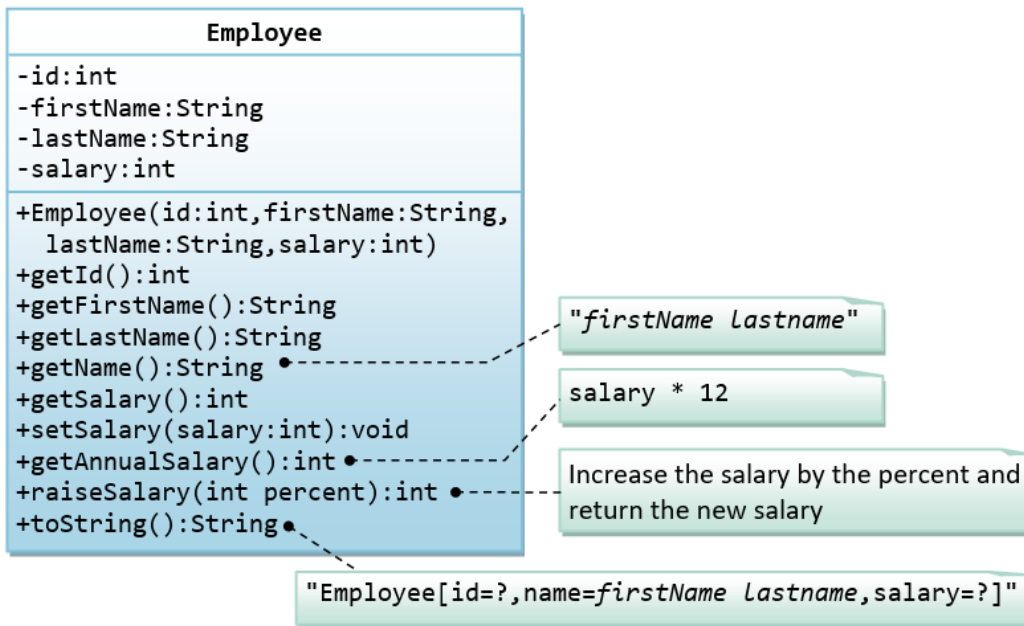 Employee
-id:int
-firstName:String
-lastName:String
-salary:int
+Employee(id:int,firstName:String,
lastName:String,salary:int)
+getId():int
+getFirstName():String
+getLastName():String
+getName():String
+getSalary():int
+setSalary(salary:int):void
+getAnnualSalary():int
+raiseSalary(int percent):int
+toString():String
"firstName lastname"
salary * 12
Increase the salary by the percent and
return the new salary
"Employee[id=?,name=firstName lastname,salary=?]"